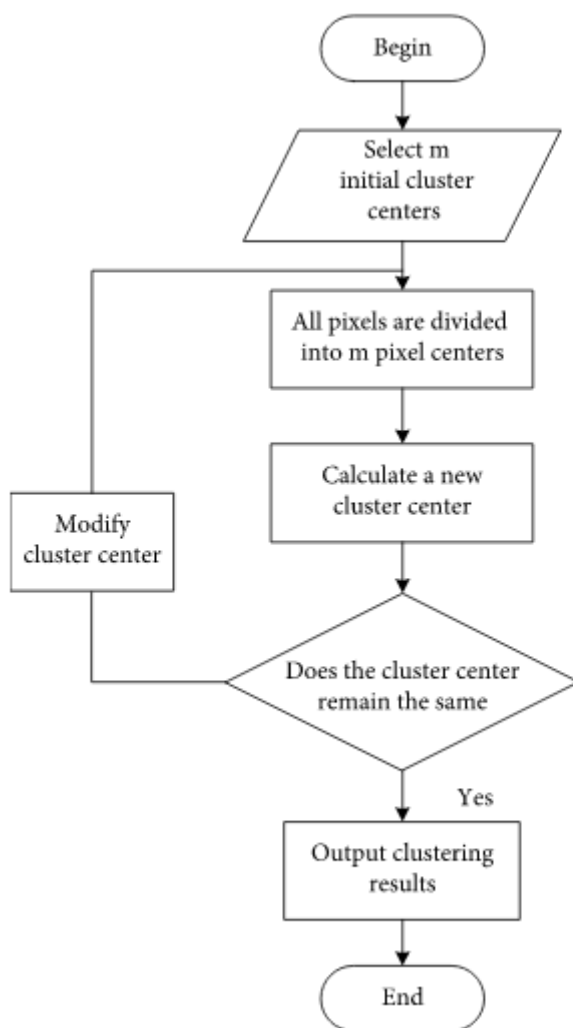 Begin
Select m
initial cluster
centers
All pixels are divided
into m pixel centers
Calculate a new
cluster center
Modify
cluster center
Does the cluster center
remain the same
Yes
Output clustering
results
End